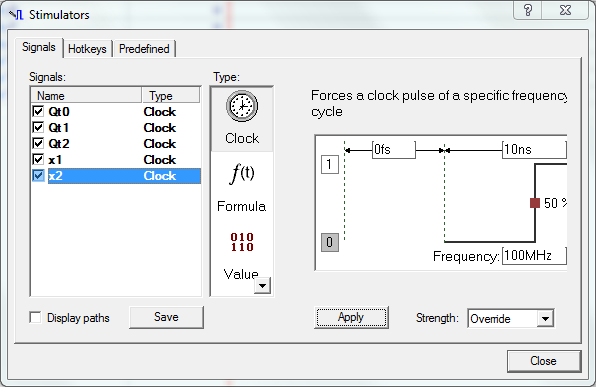 Stimulators
Signals Hotkeys Predefined
Signals: Type:
Name Type
Qt0 Clock
Qt1 Clock
Qt2 Clock
x1 Clock
x2 Clock
Clock
f(t)
Formula
010
110
Value
Forces a clock pulse of a specific frequency
cycle
0fs 10ns
1
50 %
0
Frequency: 100MHz
Display paths Save Apply Strength: Override
Close